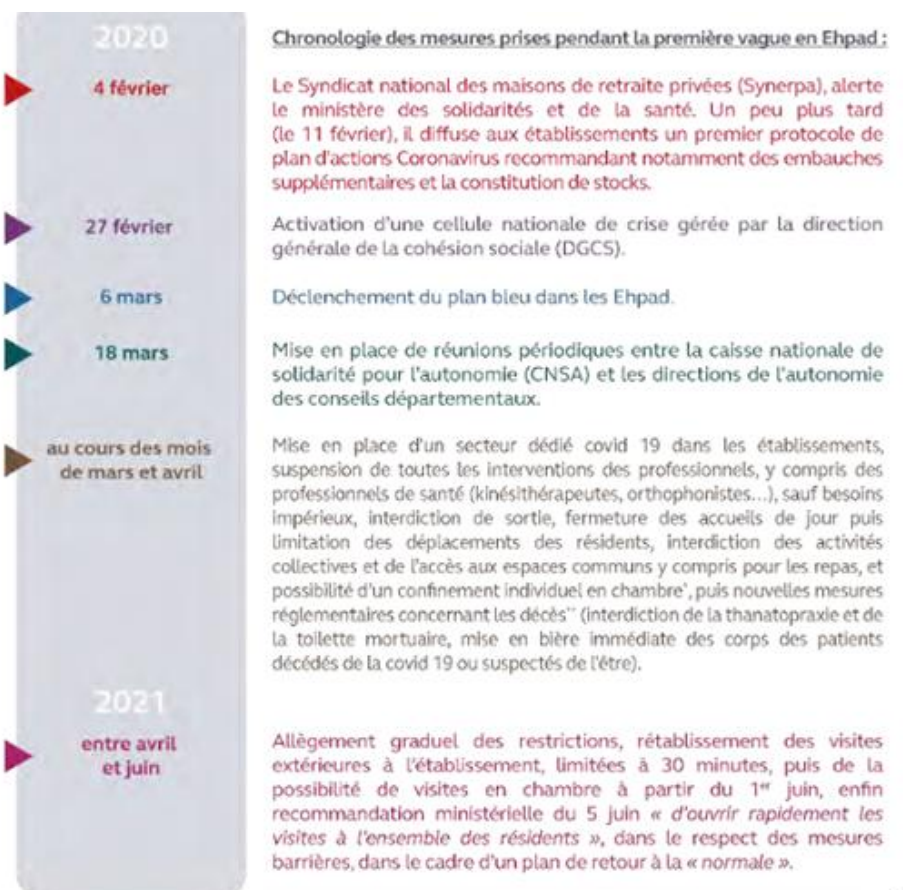 2020
Chronologie des mesures prises pendant la première vague en Ehpad :
4 février
Le Syndicat national des maisons de retraite privées (Synerpa), alerte
le ministère des solidarités et de la santé. Un peu plus tard
(le 11 février), il diffuse aux établissements un premier protocole de
plan d'actions Coronavirus recommandant notamment des embauches
supplémentaires et la constitution de stocks.
27 février
Activation d'une cellule nationale de crise gérée par la direction
générale de la cohésion sociale (DGCS).
6 mars
Déclenchement du plan bleu dans les Ehpad.
18 mars
Mise en place de réunions périodiques entre la caisse nationale de
solidarité pour l'autonomie (CNSA) et les directions de l'autonomie
des conseils départementaux.
au cours des mois
de mars et avril
Mise en place d'un secteur dédié covid 19 dans les établissements,
suspension de toutes les interventions des professionnels, y compris des
professionnels de santé (kinésithérapeutes, orthophonistes...), sauf besoins
impérieux, interdiction de sortie, fermeture des accueils de jour puis
limitation des déplacements des résidents, interdiction des activités
collectives et de l'accès aux espaces communs y compris pour les repas, et
possibilité d'un confinement individuel en chambre*, puis nouvelles mesures
réglementaires concernant les décès** (interdiction de la thanatopraxie et de
la toilette mortuaire, mise en bière immédiate des corps des patients
décédés de la covid 19 ou suspectés de l'être).
2021
entre avril
et juin
Allègement graduel des restrictions, rétablissement des visites
extérieures à l'établissement, limitées à 30 minutes, puis de la
possibilité de visites en chambre à partir du 1er juin, enfin
recommandation ministérielle du 5 juin « d'ouvrir rapidement les
visites à l'ensemble des résidents », dans le respect des mesures
barrières, dans le cadre d'un plan de retour à la « normale ».